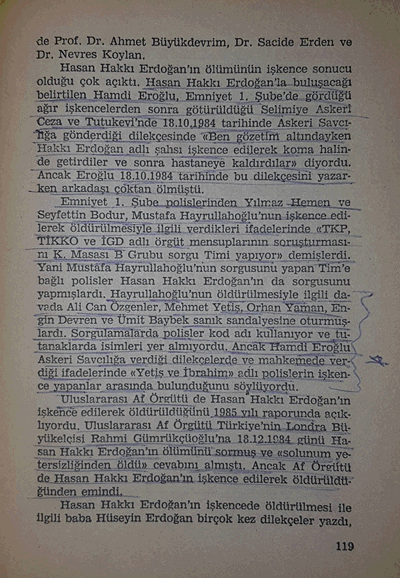 de Prof. Dr. Ahmet Büyükdevrim, Dr. Sacide Erden ve
Dr. Nevres Koylan.
Hasan Hakkı Erdoğan'ın ölümünün işkence sonucu
olduğu çok açıktı. Hasan Hakkı Erdoğan'la buluşacağı
belirtilen Hamdi Eroğlu, Emniyet 1. Şube'de gördüğü
ağır işkencelerden sonra götürüldüğü Selimiye Askerî
Ceza ve Tutukevi'nde 18.10.1984 tarihinde Askeri Savcı-
lığa gönderdiği dilekçesinde «Ben gözetim altındayken
Hakkı Erdoğan adlı şahsı işkence edilerek koma halin-
de getirdiler ve sonra hastaneye kaldırdılar» diyordu.
Ancak Eroğlu 18.10.1984 tarihinde bu dilekçesini yazar-
ken arkadaşı çoktan ölmüştü.
Emniyet 1. Şube polislerinden Yılmaz Hemen ve
Seyfettin Bodur, Mustafa Hayrullahoğlu'nun işkence edi-
lerek öldürülmesiyle ilgili verdikleri ifadelerinde «TKP,
TİKKO ve İGD adlı örgüt mensuplarının soruşturması-
nı K. Masası B Grubu sorgu Timi yapıyor» demişlerdi.
Yani Mustafa Hayrullahoğlu'nun sorgusunu yapan Tim'e
bağlı polisler Hasan Hakkı Erdoğan'ın da sorgusunu
yapmışlardı. Hayrullahoğlu'nun öldürülmesiyle ilgili da-
vada Ali Can Özgenler, Mehmet Yetiş, Orhan Yaman, En-
gin Devren ve Ümit Baybek sanık sandalyesine oturmuş-
lardı. Sorgulamalarda polisler kod adı kullanıyor ve tu-
tanaklarda isimleri yer almıyordu. Ancak Hamdi Eroğlu
Askeri Savcılığa verdiği dilekçelerde ve mahkemede ver-
diği ifadelerinde «Yetiş ve İbrahim» adlı polislerin işken-
ce yapanlar arasında bulunduğunu söylüyordu.
Uluslararası Af Örgütü de Hasan Hakkı Erdoğan'ın
işkence edilerek öldürüldüğünü 1985 yılı raporunda açık-
lıyordu. Uluslararası Af Örgütü Türkiye'nin Londra Bü-
yükelçisi Rahmi Gümrükçüoğlu'na 18.12.1984 günü Ha-
san Hakkı Erdoğan'ın ölümünü sormuş ve «solunum ye-
tersizliğinden öldü» cevabını almıştı. Ancak Af Örgütü
de Hasan Hakkı Erdoğan'ın işkence edilerek öldürüldü-
ğünden emindi.
Hasan Hakkı Erdoğan'ın işkencede öldürülmesi ile
ilgili baba Hüseyin Erdoğan birçok kez dilekçeler yazdı,
119